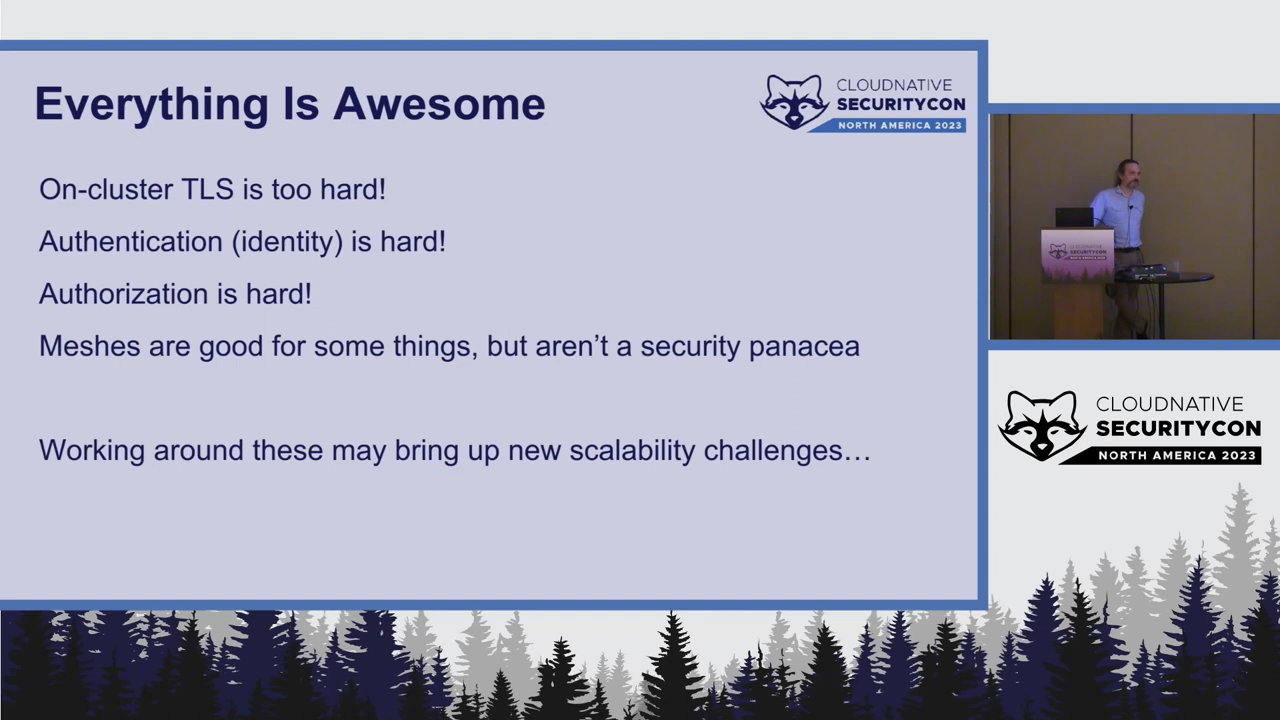 Everything Is Awesome
CLOUDNATIVE
SECURITYCON
NORTH AMERICA 2023
On-cluster TLS is too hard!
Authentication (identity) is hard!
Authorization is hard!
Meshes are good for some things, but aren’t a security panacea
Working around these may bring up new scalability challenges…
CLOUDNATIVE
SECURITYCON
CLOUDNATIVE
SECURITYCON
NORTH AMERICA 2023